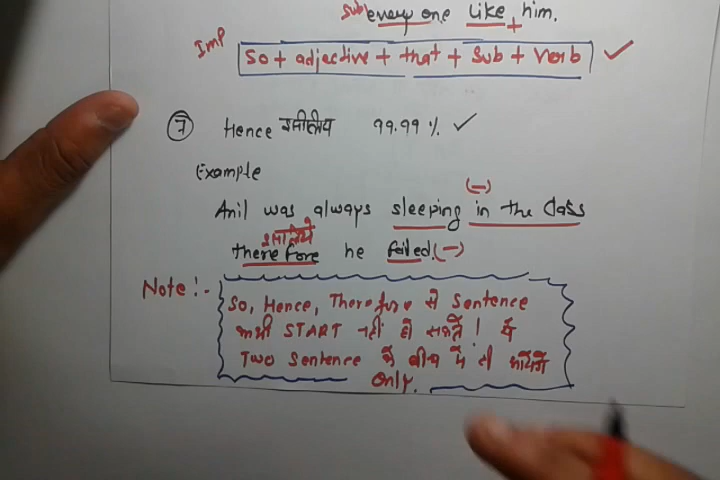 Sub every one like him.
+
Imp So + adjective + that + Sub + Verb ✓
7 Hence इसीलिय 99.99 % ✓
Example
(-)
Anil was always sleeping in the class
इसलिये
therefore he failed. (-)
Note:-
So, Hence, Therefore से Sentence
कभी START नहीं हो सकतें! ये
Two Sentence के बीच में ही आयेंगें
Only.